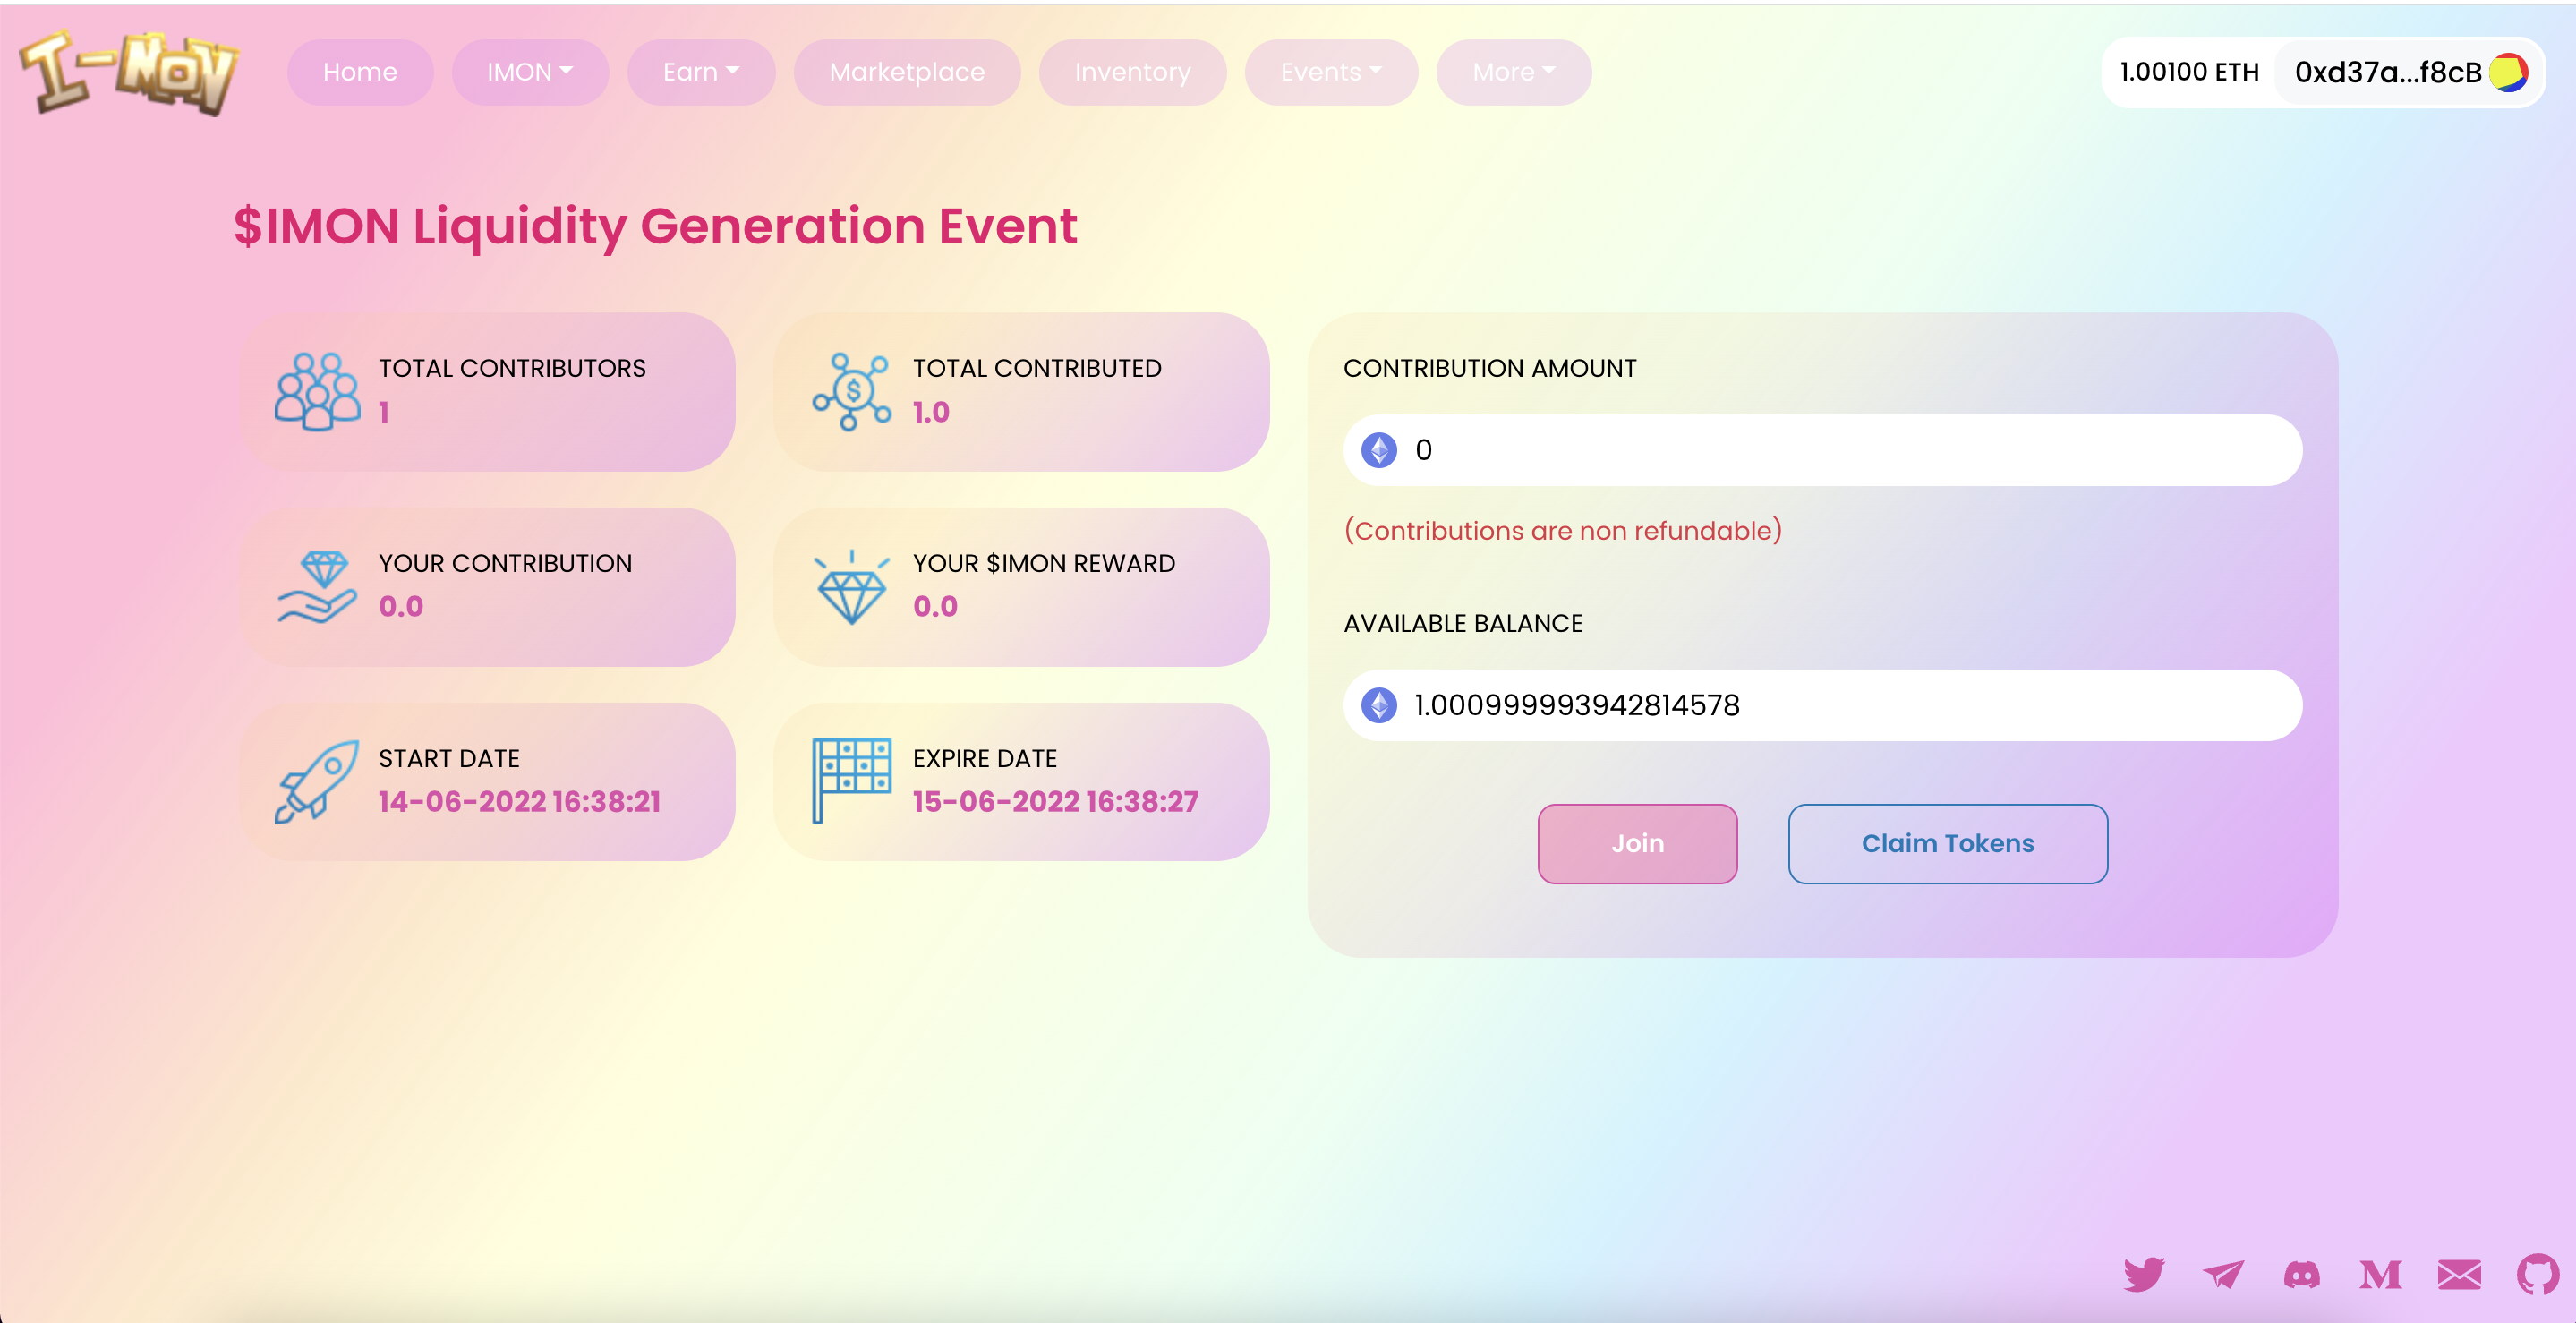 I-MON
Home
IMON
Earn
Marketplace
Inventory
Events
More
1.00100 ETH
0xd37a...f8cB
$IMON Liquidity Generation Event
TOTAL CONTRIBUTORS
1
TOTAL CONTRIBUTED
1.0
YOUR CONTRIBUTION
0.0
YOUR $IMON REWARD
0.0
START DATE
14-06-2022 16:38:21
EXPIRE DATE
15-06-2022 16:38:27
CONTRIBUTION AMOUNT
0
(Contributions are non refundable)
AVAILABLE BALANCE
1.000999993942814578
Join
Claim Tokens